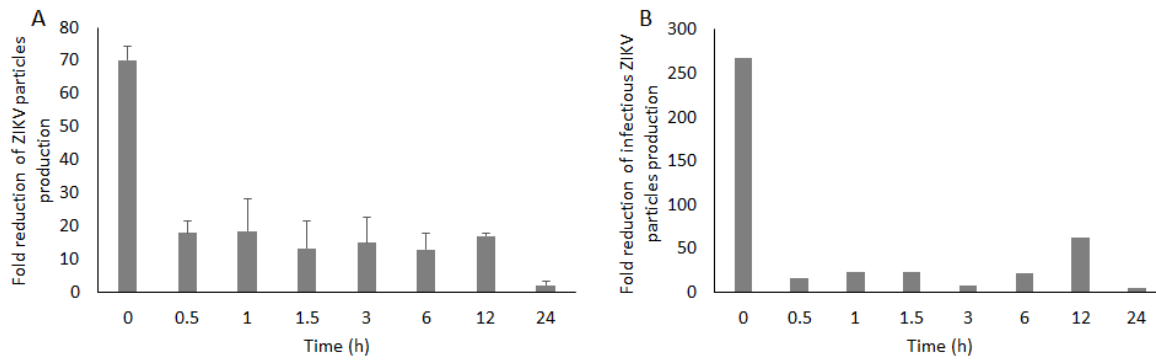 A
Fold reduction of ZIKV particles
production
80
70
60
50
40
30
20
10
0
0 0.5 1 1.5 3 6 12 24
Time (h)
B
Fold reduction of infectious ZIKV
particles production
300
250
200
150
100
50
0
0 0.5 1 1.5 3 6 12 24
Time (h)